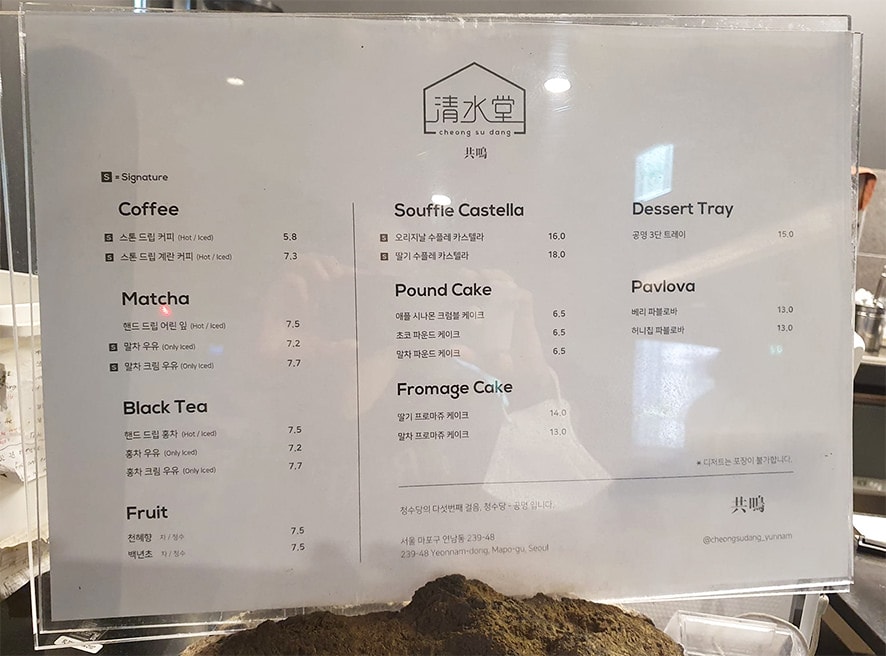 清水堂
cheong su dang
共鳴
S = Signature
Coffee
S 스톤 드립 커피 (Hot / Iced) 5.8
S 스톤 드립 계란 커피 (Hot / Iced) 7.3
Matcha
핸드 드립 어린 잎 (Hot / Iced) 7.5
S 말차 우유 (Only Iced) 7.2
S 말차 크림 우유 (Only Iced) 7.7
Black Tea
핸드 드립 홍차 (Hot / Iced) 7.5
홍차 우유 (Only Iced) 7.2
홍차 크림 우유 (Only Iced) 7.7
Fruit
천혜향 차 / 청수 7.5
백년초 차 / 청수 7.5
Souffle Castella
S 오리지날 수플레 카스텔라 16.0
S 딸기 수플레 카스텔라 18.0
Pound Cake
애플 시나몬 크럼블 케이크 6.5
초코 파운드 케이크 6.5
말차 파운드 케이크 6.5
Fromage Cake
딸기 프로마쥬 케이크 14.0
말차 프로마쥬 케이크 13.0
Dessert Tray
공명 3단 트레이 15.0
Pavlova
베리 파블로바 13.0
허니칩 파블로바 13.0
* 디저트는 포장이 불가합니다.
청수당의 다섯번째 걸음, 청수당 - 공명 입니다.
共鳴
서울 마포구 연남동 239-48
239-48 Yeonnam-dong, Mapo-gu, Seoul
@cheongsudang_yunnam